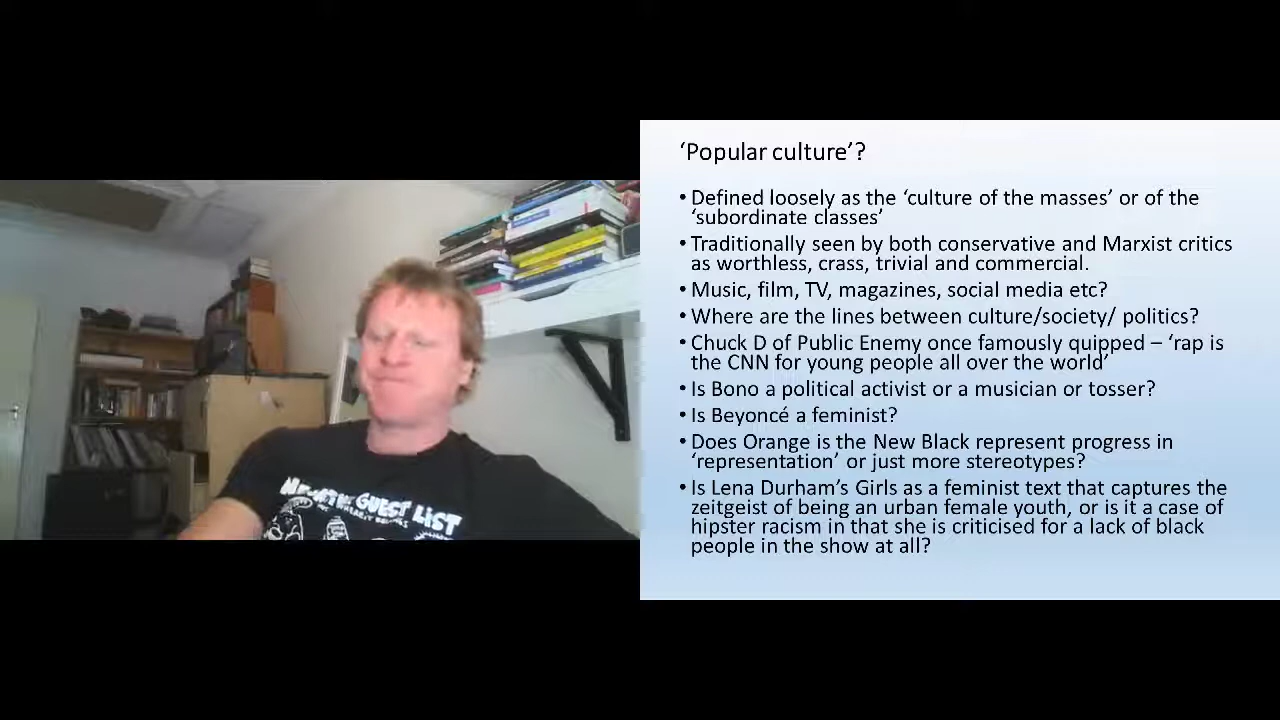 ‘Popular culture’?
• Defined loosely as the ‘culture of the masses’ or of the
‘subordinate classes’
• Traditionally seen by both conservative and Marxist critics
as worthless, crass, trivial and commercial.
• Music, film, TV, magazines, social media etc?
• Where are the lines between culture/society/ politics?
• Chuck D of Public Enemy once famously quipped – ‘rap is
the CNN for young people all over the world’
• Is Bono a political activist or a musician or tosser?
• Is Beyoncé a feminist?
• Does Orange is the New Black represent progress in
‘representation’ or just more stereotypes?
• Is Lena Durham’s Girls as a feminist text that captures the
zeitgeist of being an urban female youth, or is it a case of
hipster racism in that she is criticised for a lack of black
people in the show at all?
GUEST LIST